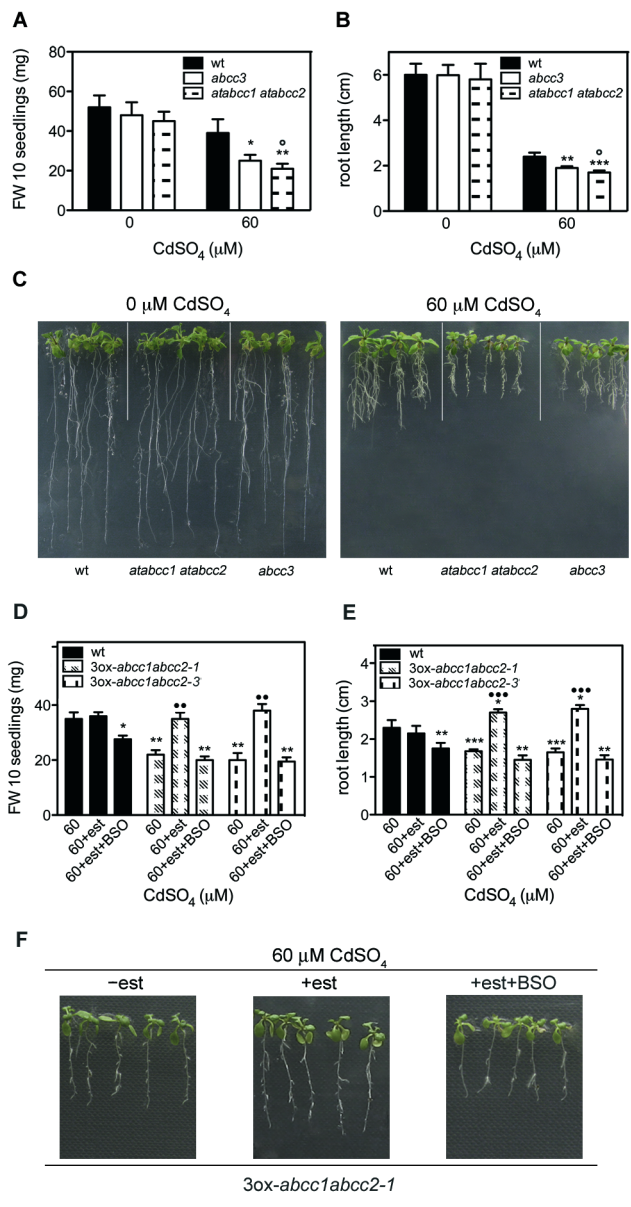 A
B
FW 10 seedlings (mg)
80
60
40
20
0
wt
abcc3
atabcc1 atabcc2
*
°
**
0
60
CdSO4 (μM)
root length (cm)
6
4
2
0
wt
abcc3
atabcc1 atabcc2
**
°
***
0
60
CdSO4 (μM)
C
0 μM CdSO4
60 μM CdSO4
wt
atabcc1 atabcc2
abcc3
wt
atabcc1 atabcc2
abcc3
D
E
FW 10 seedlings (mg)
40
20
0
wt
3ox-abcc1abcc2-1
3ox-abcc1abcc2-3
*
**
••
**
**
••
**
60
60+est
60+est+BSO
60
60+est
60+est+BSO
60
60+est
60+est+BSO
CdSO4 (μM)
root length (cm)
4
3
2
1
0
wt
3ox-abcc1abcc2-1
3ox-abcc1abcc2-3
**
***
•••
*
**
***
•••
*
**
60
60+est
60+est+BSO
60
60+est
60+est+BSO
60
60+est
60+est+BSO
CdSO4 (μM)
F
60 μM CdSO4
−est
+est
+est+BSO
3ox-abcc1abcc2-1